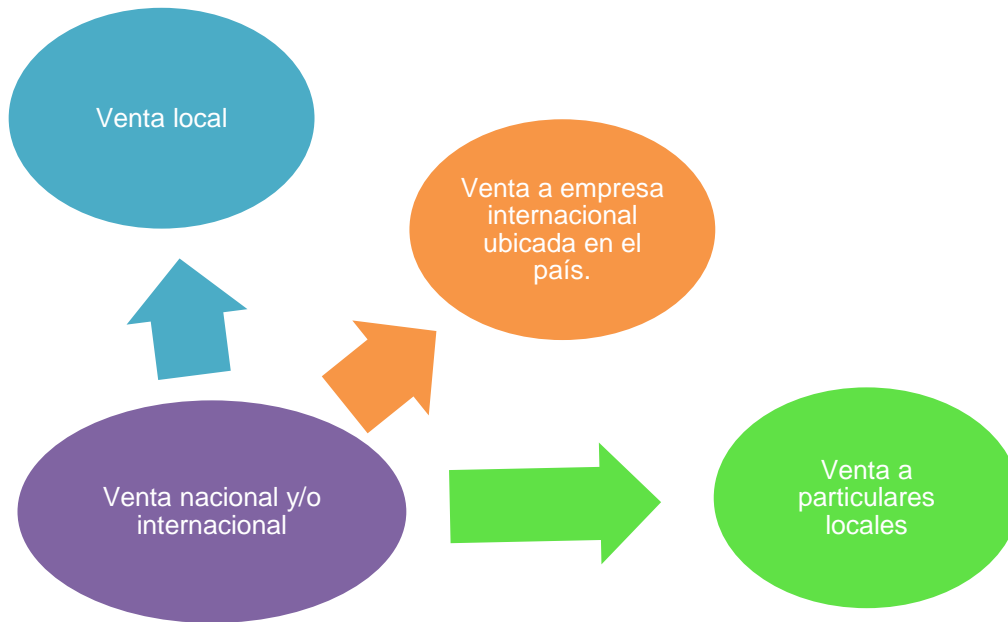 Venta local
Venta a empresa
internacional
ubicada en el
país.
Venta nacional y/o
internacional
Venta a
particulares
locales